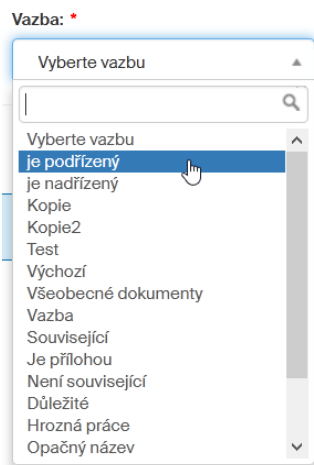 Vazba: *
Vyberte vazbu
Vyberte vazbu
je podřízený
je nadřízený
Kopie
Kopie2
Test
Výchozí
Všeobecné dokumenty
Vazba
Související
Je přílohou
Není související
Důležité
Hrozná práce
Opačný název